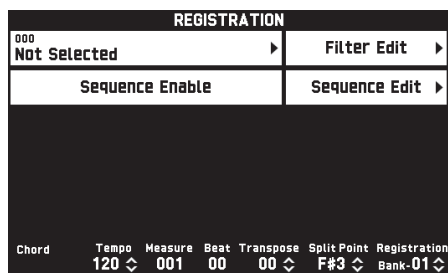 REGISTRATION
000
Not Selected
Filter Edit
Sequence Enable
Sequence Edit
Chord Tempo Measure Beat Transpose Split Point Registration
120 001 00 00 F#3 Bank-01